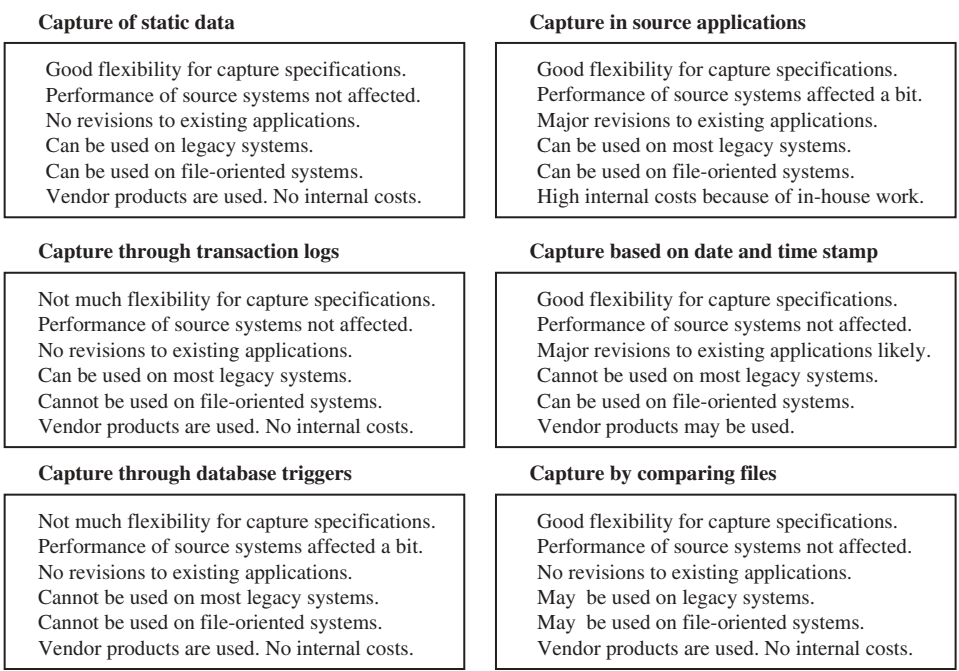 Capture of static data
Good flexibility for capture specifications.
Performance of source systems not affected.
No revisions to existing applications.
Can be used on legacy systems.
Can be used on file-oriented systems.
Vendor products are used. No internal costs.
Capture in source applications
Good flexibility for capture specifications.
Performance of source systems affected a bit.
Major revisions to existing applications.
Can be used on most legacy systems.
Can be used on file-oriented systems.
High internal costs because of in-house work.
Capture through transaction logs
Not much flexibility for capture specifications.
Performance of source systems not affected.
No revisions to existing applications.
Can be used on most legacy systems.
Cannot be used on file-oriented systems.
Vendor products are used. No internal costs.
Capture based on date and time stamp
Good flexibility for capture specifications.
Performance of source systems not affected.
Major revisions to existing applications likely.
Cannot be used on most legacy systems.
Can be used on file-oriented systems.
Vendor products may be used.
Capture through database triggers
Not much flexibility for capture specifications.
Performance of source systems affected a bit.
No revisions to existing applications.
Cannot be used on most legacy systems.
Cannot be used on file-oriented systems.
Vendor products are used. No internal costs.
Capture by comparing files
Good flexibility for capture specifications.
Performance of source systems not affected.
No revisions to existing applications.
May be used on legacy systems.
May be used on file-oriented systems.
Vendor products are used. No internal costs.